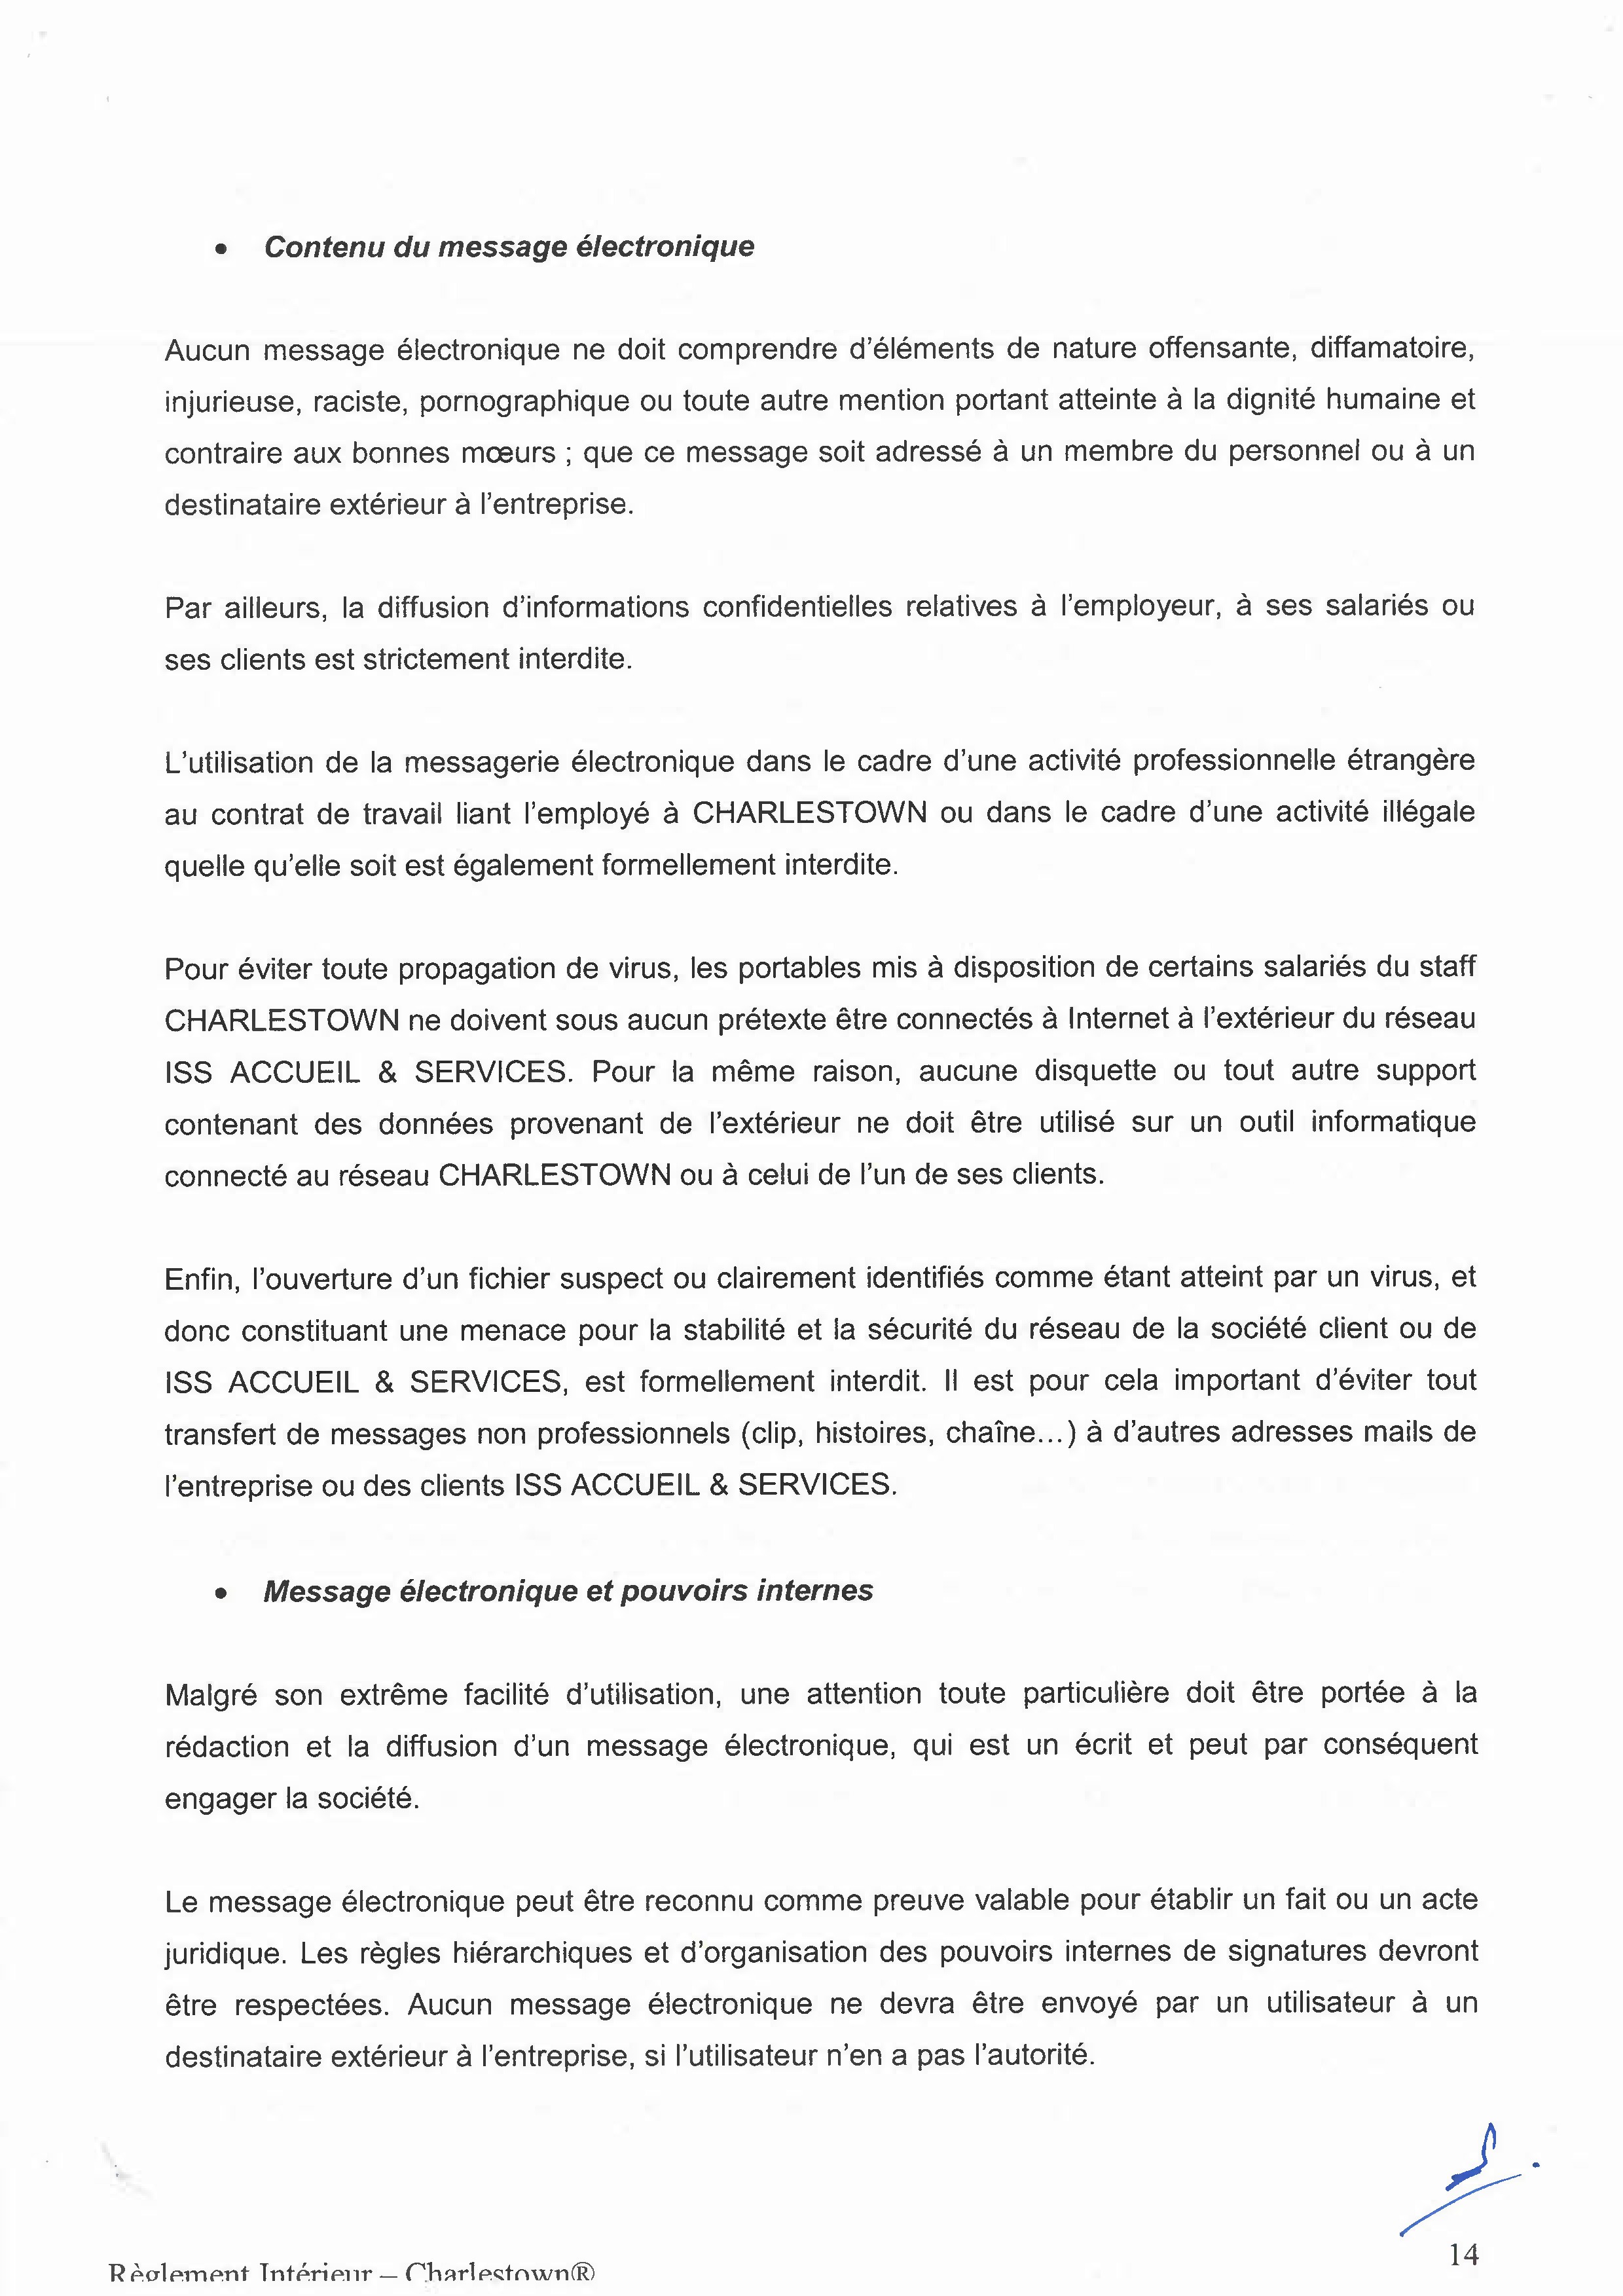 • Contenu du message électronique
Aucun message électronique ne doit comprendre d'éléments de nature offensante, diffamatoire,
injurieuse, raciste, pornographique ou toute autre mention portant atteinte à la dignité humaine et
contraire aux bonnes mœurs ; que ce message soit adressé à un membre du personnel ou à un
destinataire extérieur à l'entreprise.
Par ailleurs, la diffusion d'informations confidentielles relatives à l'employeur, à ses salariés ou
ses clients est strictement interdite.
L'utilisation de la messagerie électronique dans le cadre d'une activité professionnelle étrangère
au contrat de travail liant l'employé à CHARLESTOWN ou dans le cadre d'une activité illégale
quelle qu'elle soit est également formellement interdite.
Pour éviter toute propagation de virus, les portables mis à disposition de certains salariés du staff
CHARLESTOWN ne doivent sous aucun prétexte être connectés à Internet à l'extérieur du réseau
ISS ACCUEIL & SERVICES. Pour la même raison, aucune disquette ou tout autre support
contenant des données provenant de l'extérieur ne doit être utilisé sur un outil informatique
connecté au réseau CHARLESTOWN ou à celui de l'un de ses clients.
Enfin, l'ouverture d'un fichier suspect ou clairement identifiés comme étant atteint par un virus, et
donc constituant une menace pour la stabilité et la sécurité du réseau de la société client ou de
ISS ACCUEIL & SERVICES, est formellement interdit. Il est pour cela important d'éviter tout
transfert de messages non professionnels (clip, histoires, chaîne...) à d'autres adresses mails de
l'entreprise ou des clients ISS ACCUEIL & SERVICES.
• Message électronique et pouvoirs internes
Malgré son extrême facilité d'utilisation, une attention toute particulière doit être portée à la
rédaction et la diffusion d'un message électronique, qui est un écrit et peut par conséquent
engager la société.
Le message électronique peut être reconnu comme preuve valable pour établir un fait ou un acte
juridique. Les règles hiérarchiques et d'organisation des pouvoirs internes de signatures devront
être respectées. Aucun message électronique ne devra être envoyé par un utilisateur à un
destinataire extérieur à l'entreprise, si l'utilisateur n'en a pas l'autorité.
14
Règlement Intérieur – Charlestown®